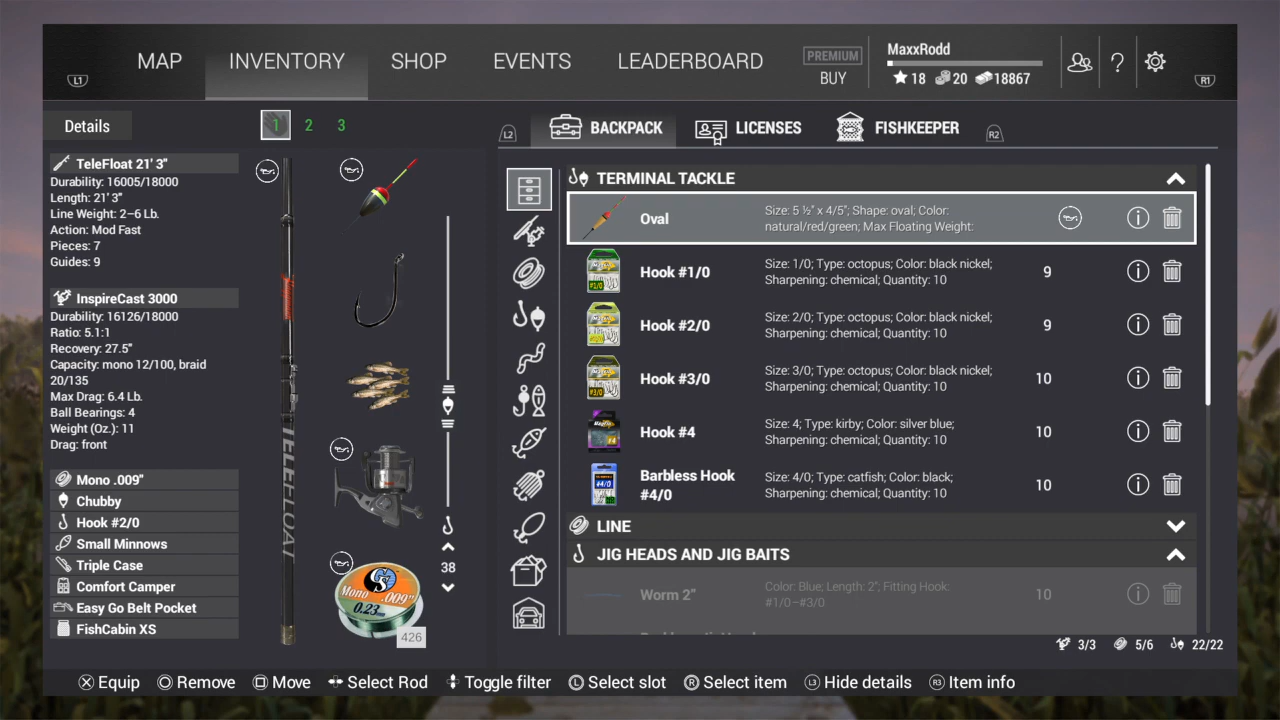 MAP
INVENTORY
SHOP
EVENTS
LEADERBOARD
PREMIUM
BUY
MaxxRodd
18
20
18867
L1
R1
Details
1
2
3
L2
BACKPACK
LICENSES
FISHKEEPER
R2
TeleFloat 21' 3"
Durability: 16005/18000
Length: 21' 3"
Line Weight: 2–6 Lb.
Action: Mod Fast
Pieces: 7
Guides: 9
InspireCast 3000
Durability: 16126/18000
Ratio: 5.1:1
Recovery: 27.5"
Capacity: mono 12/100, braid
20/135
Max Drag: 6.4 Lb.
Ball Bearings: 4
Weight (Oz.): 11
Drag: front
Mono .009"
Chubby
Hook #2/0
Small Minnows
Triple Case
Comfort Camper
Easy Go Belt Pocket
FishCabin XS
TELEFLOAT
Mono .009"
0.23
426
38
TERMINAL TACKLE
Oval
Size: 5 ½" x 4/5"; Shape: oval; Color:
natural/red/green; Max Floating Weight:
Hook #1/0
Size: 1/0; Type: octopus; Color: black nickel;
Sharpening: chemical; Quantity: 10
9
Hook #2/0
Size: 2/0; Type: octopus; Color: black nickel;
Sharpening: chemical; Quantity: 10
9
Hook #3/0
Size: 3/0; Type: octopus; Color: black nickel;
Sharpening: chemical; Quantity: 10
10
Hook #4
Size: 4; Type: kirby; Color: silver blue;
Sharpening: chemical; Quantity: 10
10
Barbless Hook
#4/0
Size: 4/0; Type: catfish; Color: black;
Sharpening: chemical; Quantity: 10
10
LINE
JIG HEADS AND JIG BAITS
Worm 2"
Color: Blue; Length: 2"; Fitting Hook:
#1/0–#3/0
10
3/3
5/6
22/22
Equip
Remove
Move
Select Rod
Toggle filter
L Select slot
R Select item
L3 Hide details
R3 Item info